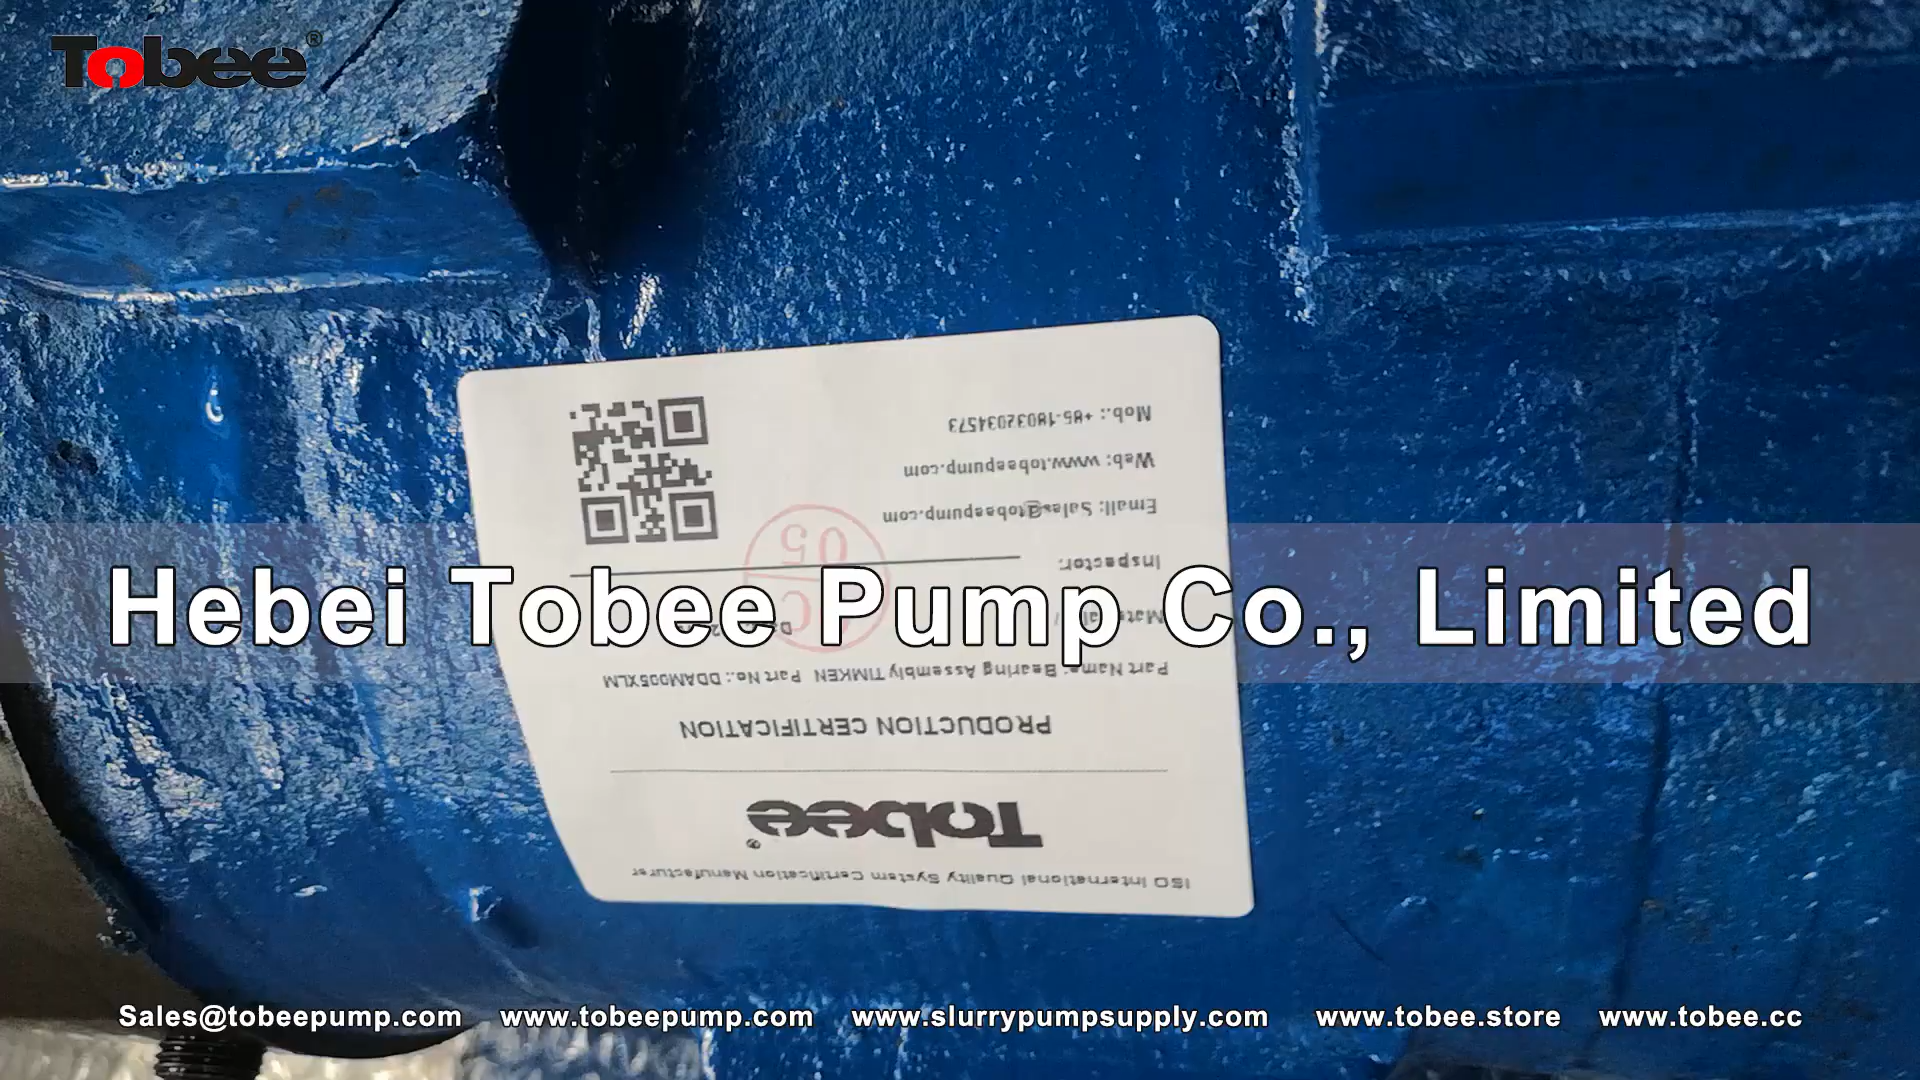 Tobee®
Mob.: +86-18032034573
Web: www.tobeepump.com
Email: Sales@tobeepump.com
Inspector:
05
Hebei Tobee Pump Co., Limited
Part Name: Bearing Assembly TIMKEN Part No.: DDAM005XLM
PRODUCTION CERTIFICATION
Tobee®
ISO International Quality System Certification Manufacturer
Sales@tobeepump.com www.tobeepump.com www.slurrypumpsupply.com www.tobee.store www.tobee.cc